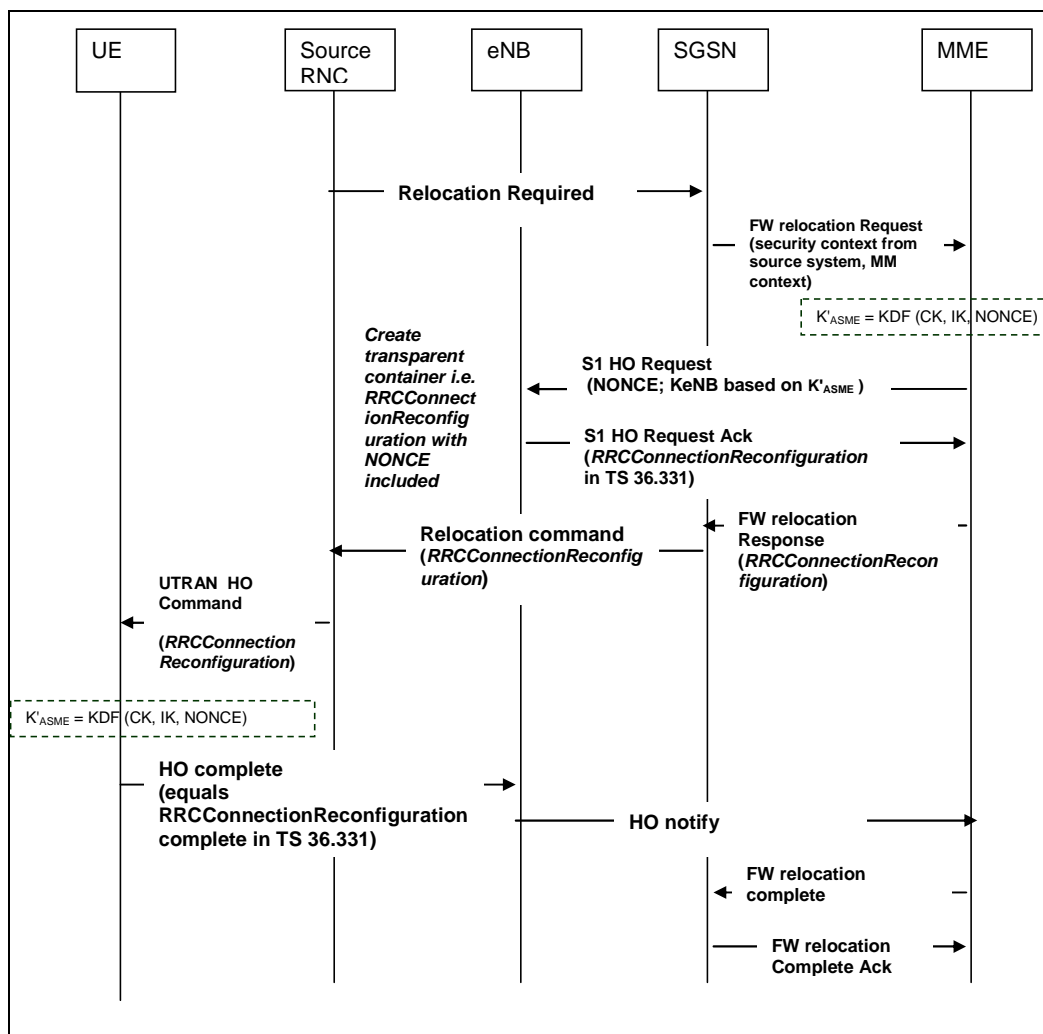 UE
Source
RNC
eNB
SGSN
MME
Relocation Required
FW relocation Request
(security context from
source system, MM
context)
K'ASME = KDF (CK, IK, NONCE)
Create
transparent
container i.e.
RRCConnect
ionReconfig
uration with
NONCE
included
S1 HO Request
(NONCE; KeNB based on K'ASME )
S1 HO Request Ack
(RRCConnectionReconfiguration
in TS 36.331)
FW relocation
Response
(RRCConnectionRecon
figuration)
Relocation command
(RRCConnectionReconfig
uration)
UTRAN HO
Command
(RRCConnection
Reconfiguration)
K'ASME = KDF (CK, IK, NONCE)
HO complete
(equals
RRCConnectionReconfiguration
complete in TS 36.331)
HO notify
FW relocation
complete
FW relocation
Complete Ack